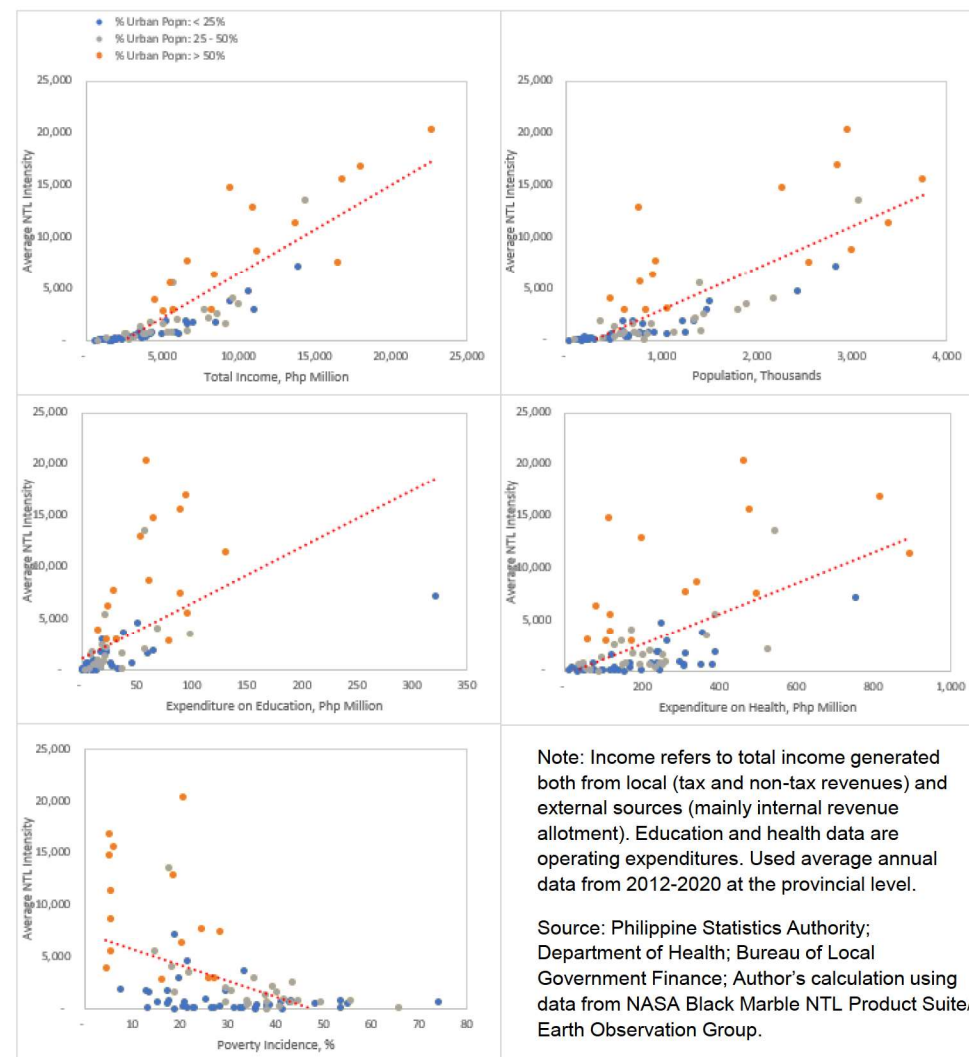 % Urban Popn: < 25%
% Urban Popn: 25 - 50%
% Urban Popn: > 50%
25,000
20,000
15,000
10,000
5,000
-
5,000
10,000
15,000
20,000
25,000
Average NTL Intensity
Total Income, Php Million
25,000
20,000
15,000
10,000
5,000
-
-
1,000
2,000
3,000
4,000
Average NTL Intensity
Population, Thousands
25,000
20,000
15,000
10,000
5,000
-
-
50
100
150
200
250
300
350
Average NTL Intensity
Expenditure on Education, Php Million
25,000
20,000
15,000
10,000
5,000
-
-
200
400
600
800
1,000
Average NTL Intensity
Expenditure on Health, Php Million
25,000
20,000
15,000
10,000
5,000
-
-
10
20
30
40
50
60
70
80
Average NTL Intensity
Poverty Incidence, %
Note: Income refers to total income generated
both from local (tax and non-tax revenues) and
external sources (mainly internal revenue
allotment). Education and health data are
operating expenditures. Used average annual
data from 2012-2020 at the provincial level.
Source: Philippine Statistics Authority;
Department of Health; Bureau of Local
Government Finance; Author's calculation using
data from NASA Black Marble NTL Product Suite/
Earth Observation Group.